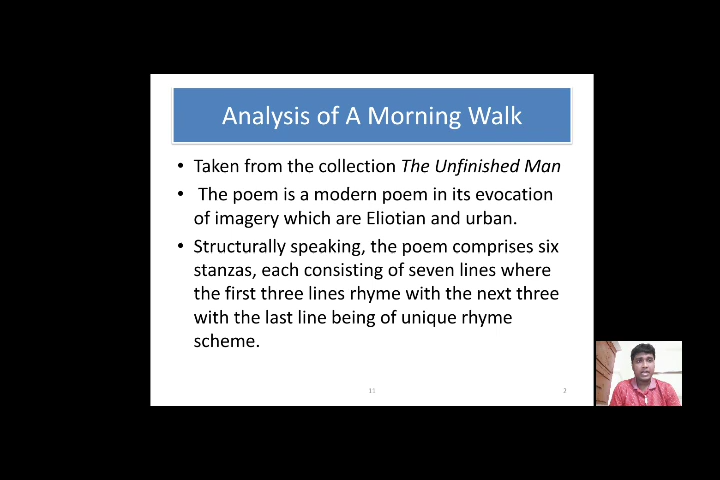 Analysis of A Morning Walk
• Taken from the collection The Unfinished Man
• The poem is a modern poem in its evocation
of imagery which are Eliotian and urban.
• Structurally speaking, the poem comprises six
stanzas, each consisting of seven lines where
the first three lines rhyme with the next three
with the last line being of unique rhyme
scheme.
11
2